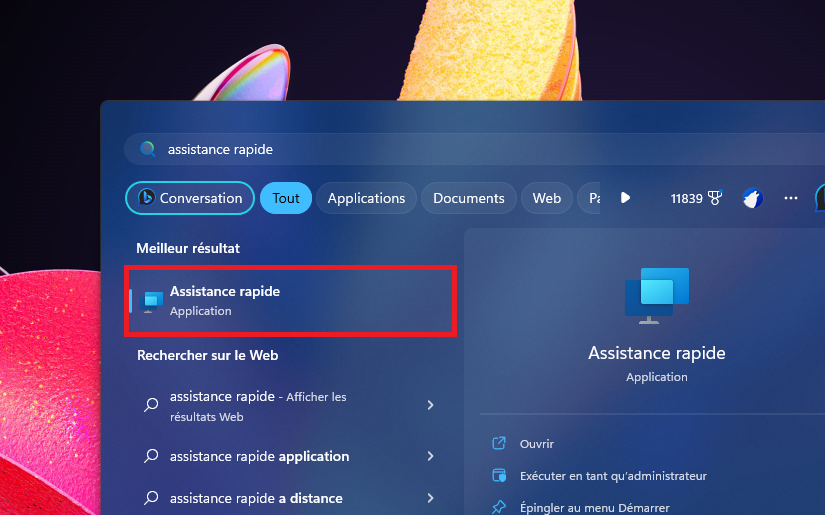 assistance rapide
Conversation
Tout
Applications
Documents
Web
Pa
11839
Meilleur résultat
Assistance rapide
Application
Rechercher sur le Web
assistance rapide - Afficher les
résultats Web
assistance rapide application
assistance rapide a distance
Assistance rapide
Application
Ouvrir
Exécuter en tant qu'administrateur
Épingler au menu Démarrer